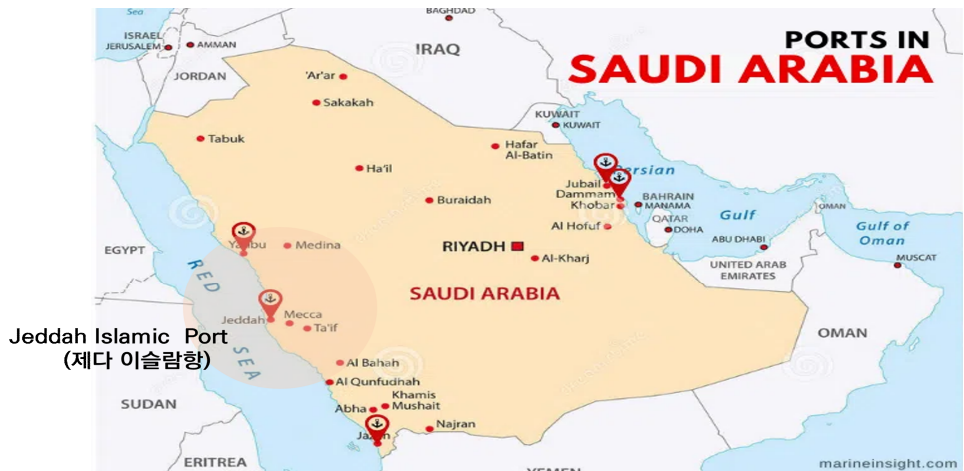 BAGHDAD
Sea
ISRAEL
JERUSALEM
AMMAN
IRAQ
JORDAN
PORTS IN
SAUDI ARABIA
'Ar'ar
Sakakah
KUWAIT
KUWAIT
Tabuk
Hafar
Al-Batin
Ha'il
Persian
Jubail
Dammam
Khobar
BAHRAIN
MANAMA
Buraidah
QATAR
DOHA
Gulf
OMAN
Al Hofuf
ABU DHABI
Gulf of
Oman
EGYPT
Yanbu
Medina
RIYADH
Al-Kharj
UNITED ARAB
EMIRATES
MUSCAT
RED
SEA
SAUDI ARABIA
Jeddah
Mecca
Ta'if
Jeddah Islamic Port
(제다 이슬람항)
OMAN
Al Bahah
Al Qunfudhah
SUDAN
Khamis
Mushait
Abha
Najran
Jazan
ERITREA
YEMEN
marineinsight.com